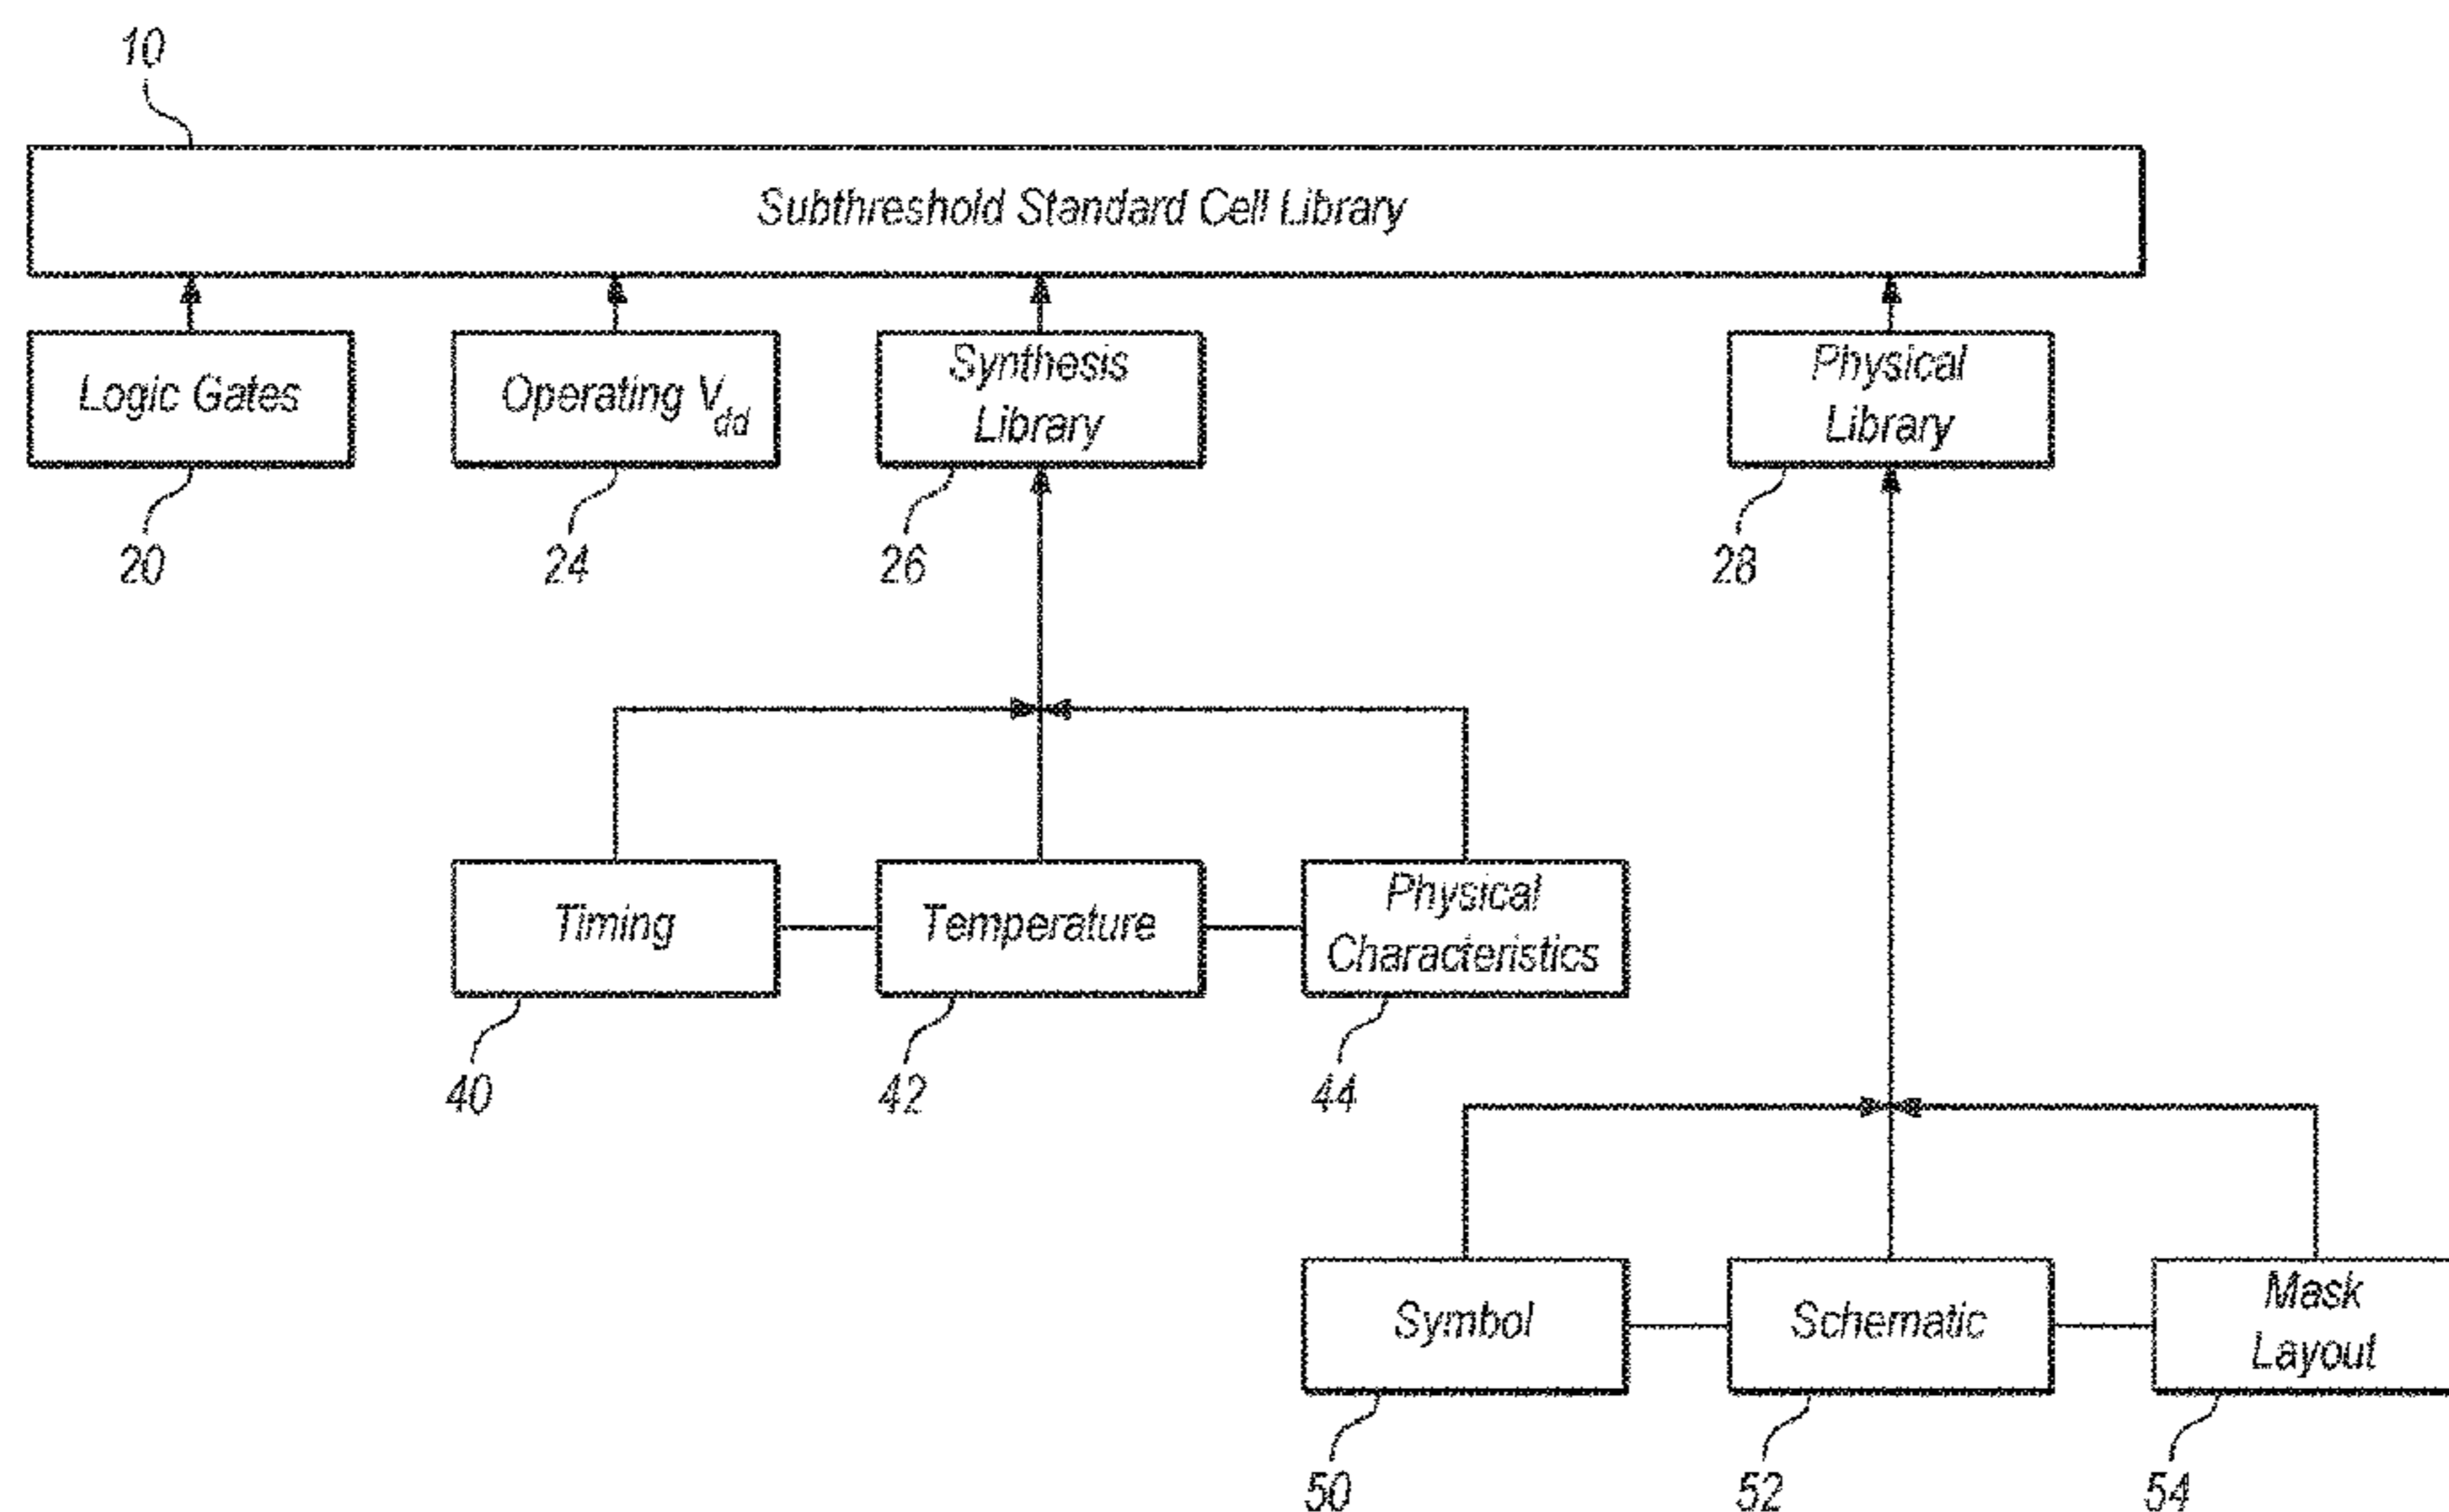 10
Subthreshold Standard Cell Library
Logic Gates
Operating Vdd
Synthesis
Library
Physical
Library
20
24
26
28
Timing
Temperature
Physical
Characteristics
40
42
44
Symbol
Schematic
Mask
Layout
50
52
54